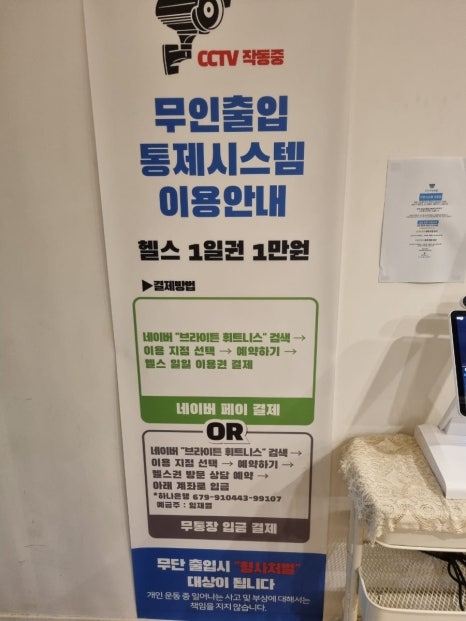 CCTV 작동중
무인출입
통제시스템
이용안내
헬스 1일권 1만원
▶결제방법
네이버 "브라이튼 휘트니스" 검색 →
이용 지점 선택 → 예약하기 →
헬스 일일 이용권 결제
네이버 페이 결제
OR
네이버 "브라이튼 휘트니스" 검색 →
이용 지점 선택 → 예약하기 →
헬스권 방문 상담 예약 →
아래 계좌로 입금
*하나은행 679-910443-99107
예금주 : 임재열
무통장 입금 결제
무단 출입시 "형사처벌"
대상이 됩니다
개인 운동 중 일어나는 사고 및 부상에 대해서는
책임을 지지 않습니다.